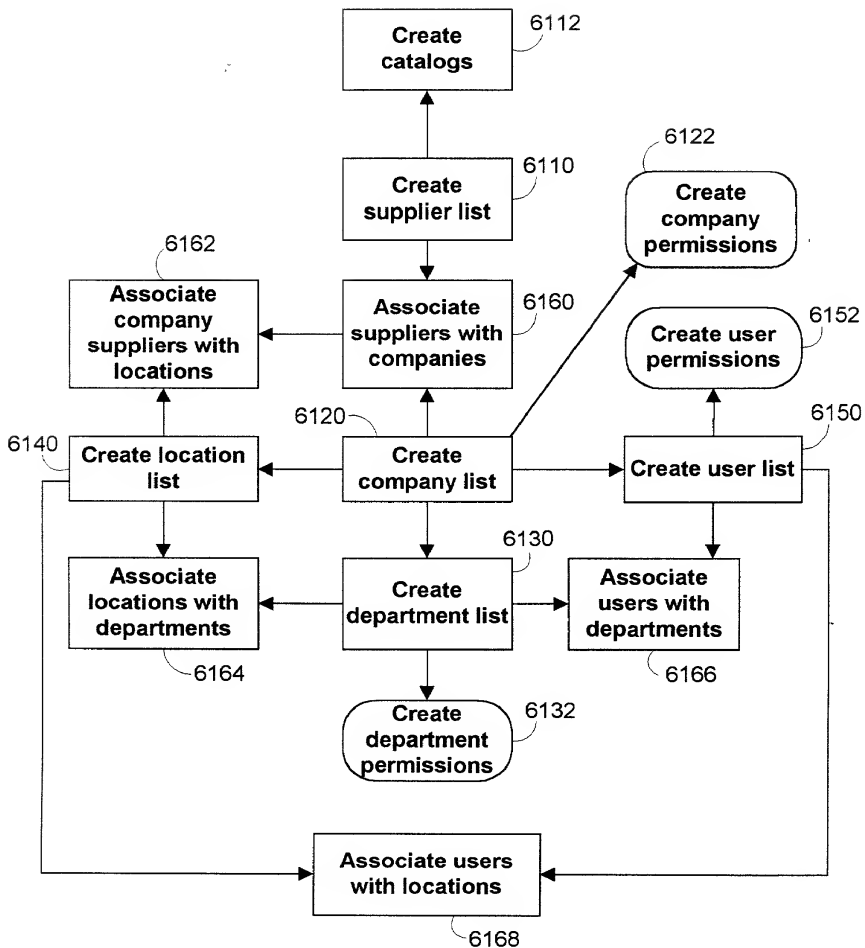 Create
catalogs
6112
Create
supplier list
6110
6122
Create
company
permissions
6162
Associate
company
suppliers with
locations
Associate
suppliers with
companies
6160
Create user
permissions
6152
6140
Create location
list
6120
Create
company list
6150
Create user list
Associate
locations with
departments
6164
6130
Create
department list
Associate
users with
departments
6166
Create
department
permissions
6132
Associate users
with locations
6168